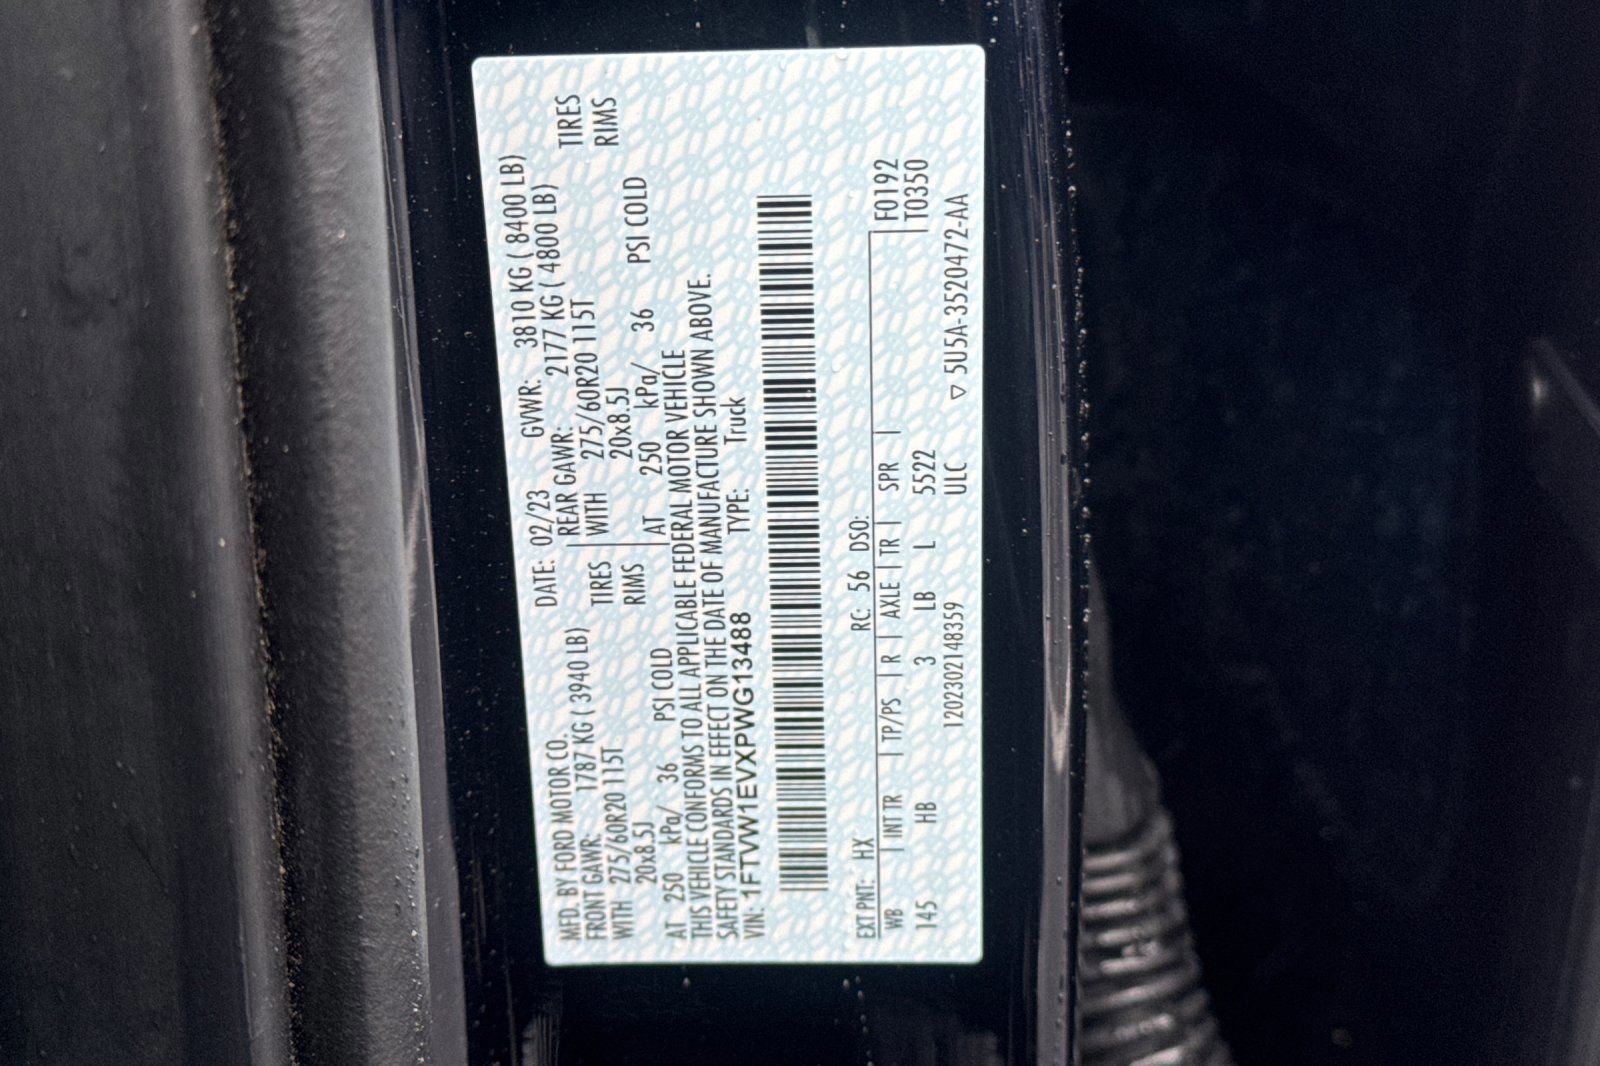 MFD. BY FORD MOTOR CO.
DATE: 02/23 GVWR: 3810 KG ( 8400 LB)
FRONT GAWR: 1787 KG ( 3940 LB)
REAR GAWR: 2177 KG ( 4800 LB)
WITH 275/60R20 115T TIRES
WITH 275/60R20 115T TIRES
20x8.5J RIMS
20x8.5J RIMS
AT 250 kPa/ 36 PSI COLD
AT 250 kPa/ 36 PSI COLD
THIS VEHICLE CONFORMS TO ALL APPLICABLE FEDERAL MOTOR VEHICLE
SAFETY STANDARDS IN EFFECT ON THE DATE OF MANUFACTURE SHOWN ABOVE.
VIN: 1FTVW1EVXPWG13488 TYPE: Truck
EXT PNT: HX RC: 56 DSO:
WB | INT TR | TP/PS | R | AXLE | TR | SPR | F0192
145 HB 3 LB L 5522 T0350
1202302148359 ULC ▽ 5U5A-3520472-AA